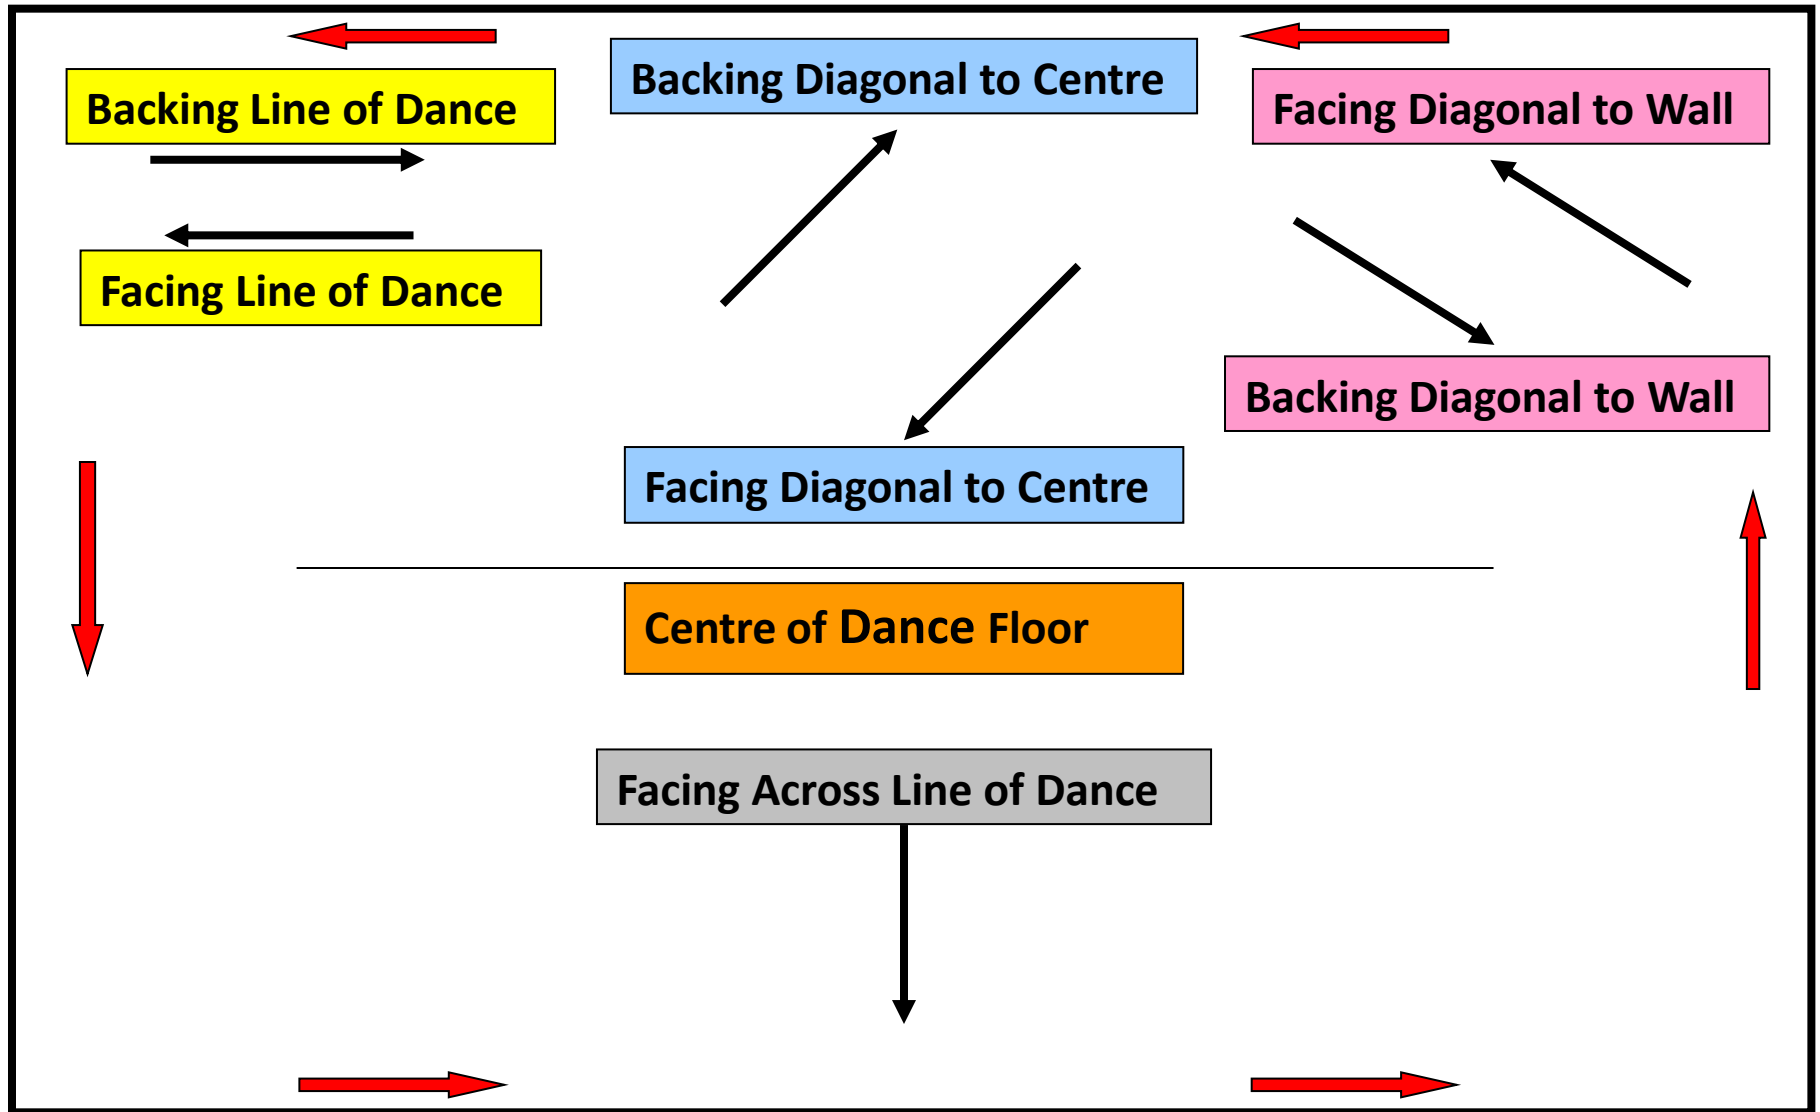 Backing Line of Dance
Backing Diagonal to Centre
Facing Diagonal to Wall
Facing Line of Dance
Backing Diagonal to Wall
Facing Diagonal to Centre
Centre of Dance Floor
Facing Across Line of Dance